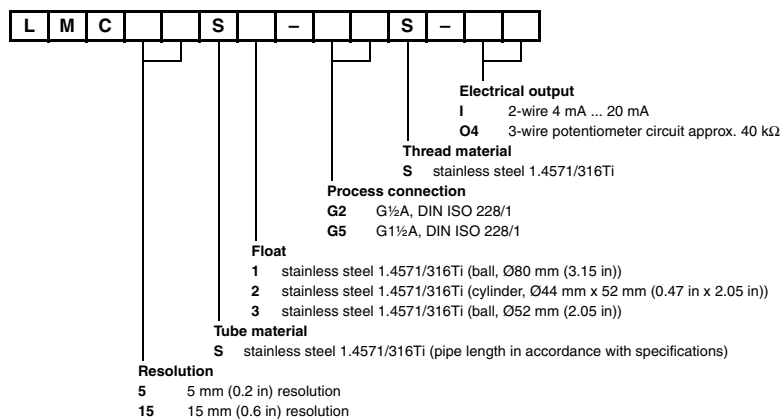 L M C S – S –
Electrical output
I 2-wire 4 mA ... 20 mA
O4 3-wire potentiometer circuit approx. 40 kΩ
Thread material
S stainless steel 1.4571/316Ti
Process connection
G2 G½A, DIN ISO 228/1
G5 G1½A, DIN ISO 228/1
Float
1 stainless steel 1.4571/316Ti (ball, Ø80 mm (3.15 in))
2 stainless steel 1.4571/316Ti (cylinder, Ø44 mm x 52 mm (0.47 in x 2.05 in))
3 stainless steel 1.4571/316Ti (ball, Ø52 mm (2.05 in))
Tube material
S stainless steel 1.4571/316Ti (pipe length in accordance with specifications)
Resolution
5 5 mm (0.2 in) resolution
15 15 mm (0.6 in) resolution